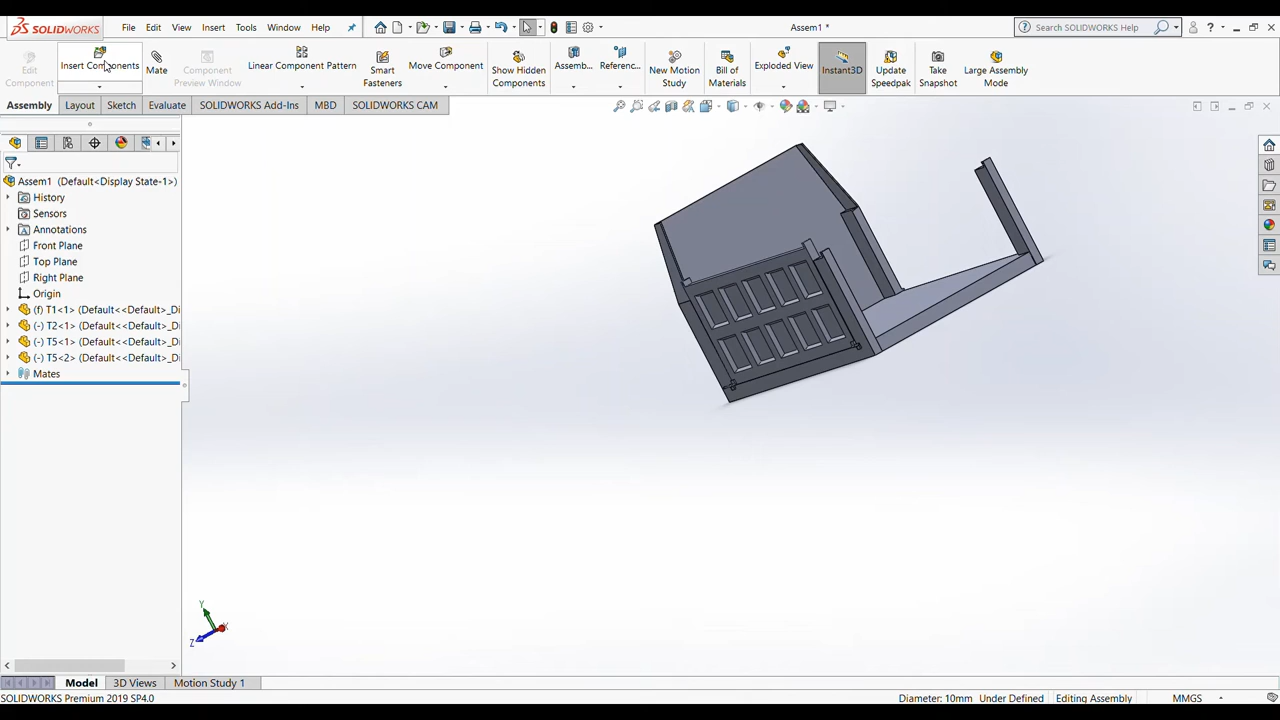 SOLIDWORKS File Edit View Insert Tools Window Help Assem1 * Search SOLIDWORKS Help
Edit Component
Insert Components
Mate
Component Preview Window
Linear Component Pattern
Smart Fasteners
Move Component
Show Hidden Components
Assemb...
Referenc...
New Motion Study
Bill of Materials
Exploded View
Instant3D
Update Speedpak
Take Snapshot
Large Assembly Mode
Assembly Layout Sketch Evaluate SOLIDWORKS Add-Ins MBD SOLIDWORKS CAM
Assem1 (Default<Display State-1>)
History
Sensors
Annotations
Front Plane
Top Plane
Right Plane
Origin
(f) T1<1> (Default<<Default>_Di
(-) T2<1> (Default<<Default>_Di
(-) T5<1> (Default<<Default>_Di
(-) T5<2> (Default<<Default>_Di
Mates
Y
Z
X
Model 3D Views Motion Study 1
SOLIDWORKS Premium 2019 SP4.0 Diameter: 10mm Under Defined Editing Assembly MMGS